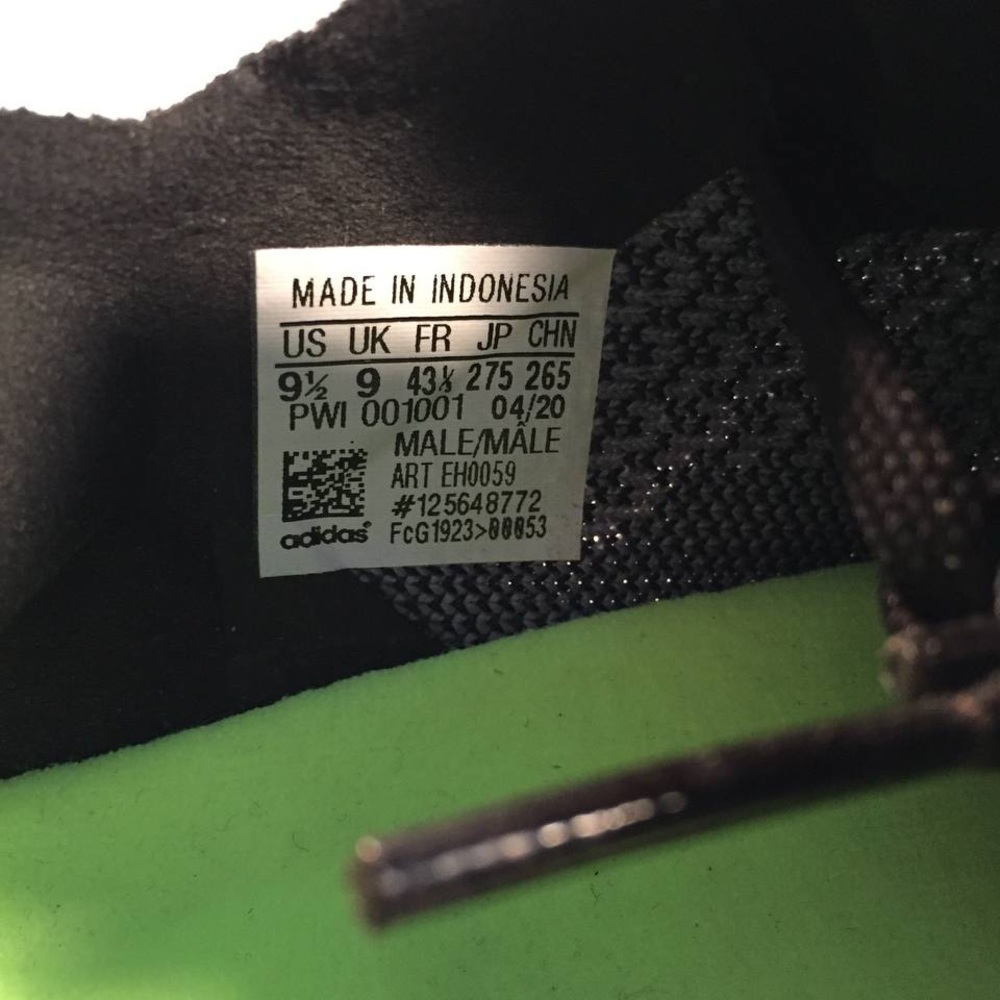 MADE IN INDONESIA
US UK FR JP CHN
9½ 9 43⅓ 275 265
PWI 001001 04/20
MALE/MÂLE
ART EH0059
#125648772
adidas FcG1923>00053